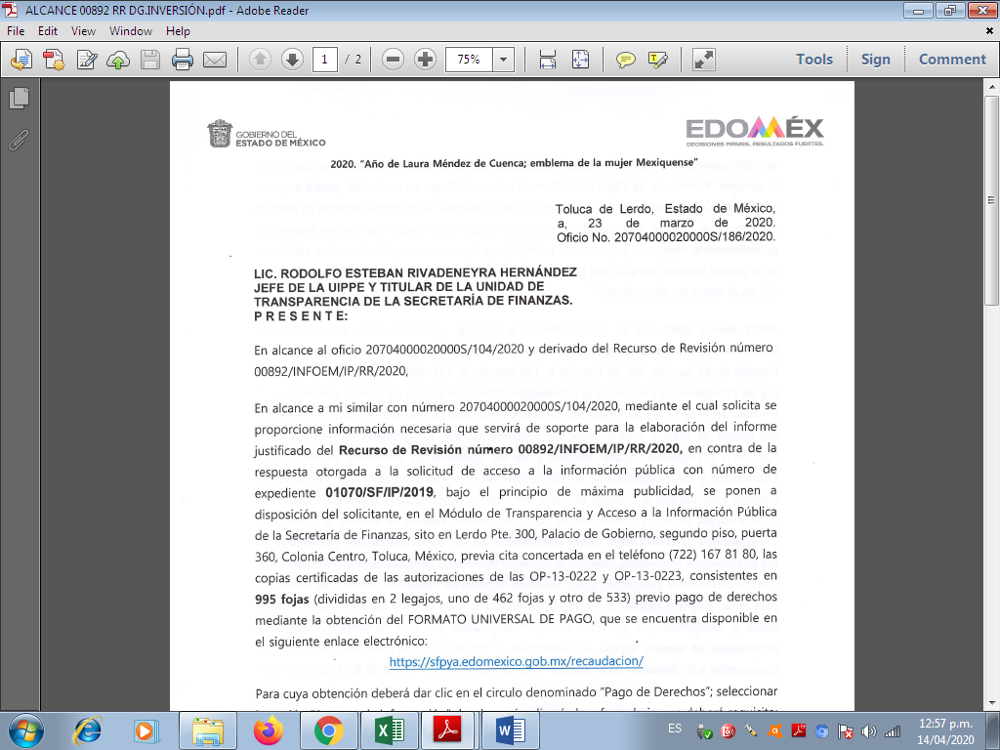 ALCANCE 00892 RR DG.INVERSIÓN.pdf - Adobe Reader
File Edit View Window Help
1 / 2 75% Tools Sign Comment
GOBIERNO DEL
ESTADO DE MÉXICO
EDOMÉX
DECISIONES FIRMES, RESULTADOS FUERTES.
2020. “Año de Laura Méndez de Cuenca; emblema de la mujer Mexiquense”
Toluca de Lerdo, Estado de México,
a, 23 de marzo de 2020.
Oficio No. 20704000020000S/186/2020.
LIC. RODOLFO ESTEBAN RIVADENEYRA HERNÁNDEZ
JEFE DE LA UIPPE Y TITULAR DE LA UNIDAD DE
TRANSPARENCIA DE LA SECRETARÍA DE FINANZAS.
P R E S E N T E:
En alcance al oficio 20704000020000S/104/2020 y derivado del Recurso de Revisión número
00892/INFOEM/IP/RR/2020,
En alcance a mi similar con número 20704000020000S/104/2020, mediante el cual solicita se
proporcione información necesaria que servirá de soporte para la elaboración del informe
justificado del Recurso de Revisión número 00892/INFOEM/IP/RR/2020, en contra de la
respuesta otorgada a la solicitud de acceso a la información pública con número de
expediente 01070/SF/IP/2019, bajo el principio de máxima publicidad, se ponen a
disposición del solicitante, en el Módulo de Transparencia y Acceso a la Información Pública
de la Secretaría de Finanzas, sito en Lerdo Pte. 300, Palacio de Gobierno, segundo piso, puerta
360, Colonia Centro, Toluca, México, previa cita concertada en el teléfono (722) 167 81 80, las
copias certificadas de las autorizaciones de las OP-13-0222 y OP-13-0223, consistentes en
995 fojas (divididas en 2 legajos, uno de 462 fojas y otro de 533) previo pago de derechos
mediante la obtención del FORMATO UNIVERSAL DE PAGO, que se encuentra disponible en
el siguiente enlace electrónico:
https://sfpya.edomexico.gob.mx/recaudacion/
Para cuya obtención deberá dar clic en el circulo denominado “Pago de Derechos”; seleccionar
ES
12:57 p.m.
14/04/2020